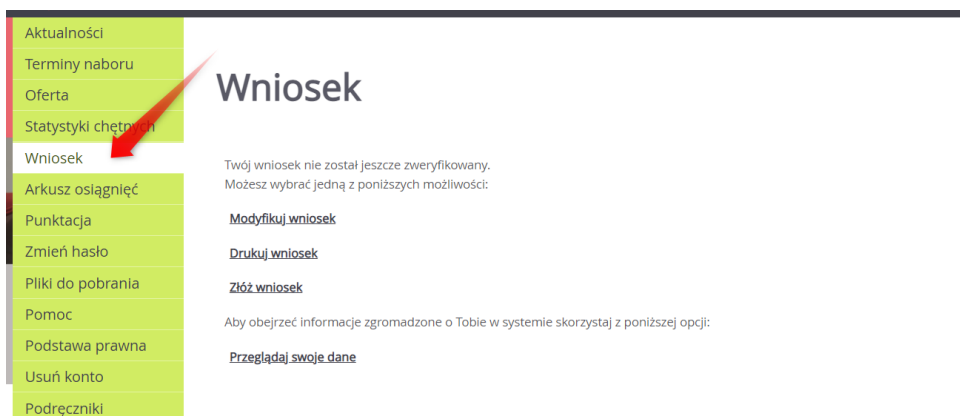 Aktualności
Terminy naboru
Oferta
Statystyki chętnych
Wniosek
Arkusz osiągnięć
Punktacja
Zmień hasło
Pliki do pobrania
Pomoc
Podstawa prawna
Usuń konto
Podręczniki
Wniosek
Twój wniosek nie został jeszcze zweryfikowany.
Możesz wybrać jedną z poniższych możliwości:
Modyfikuj wniosek
Drukuj wniosek
Złóż wniosek
Aby obejrzeć informacje zgromadzone o Tobie w systemie skorzystaj z poniższej opcji:
Przeglądaj swoje dane